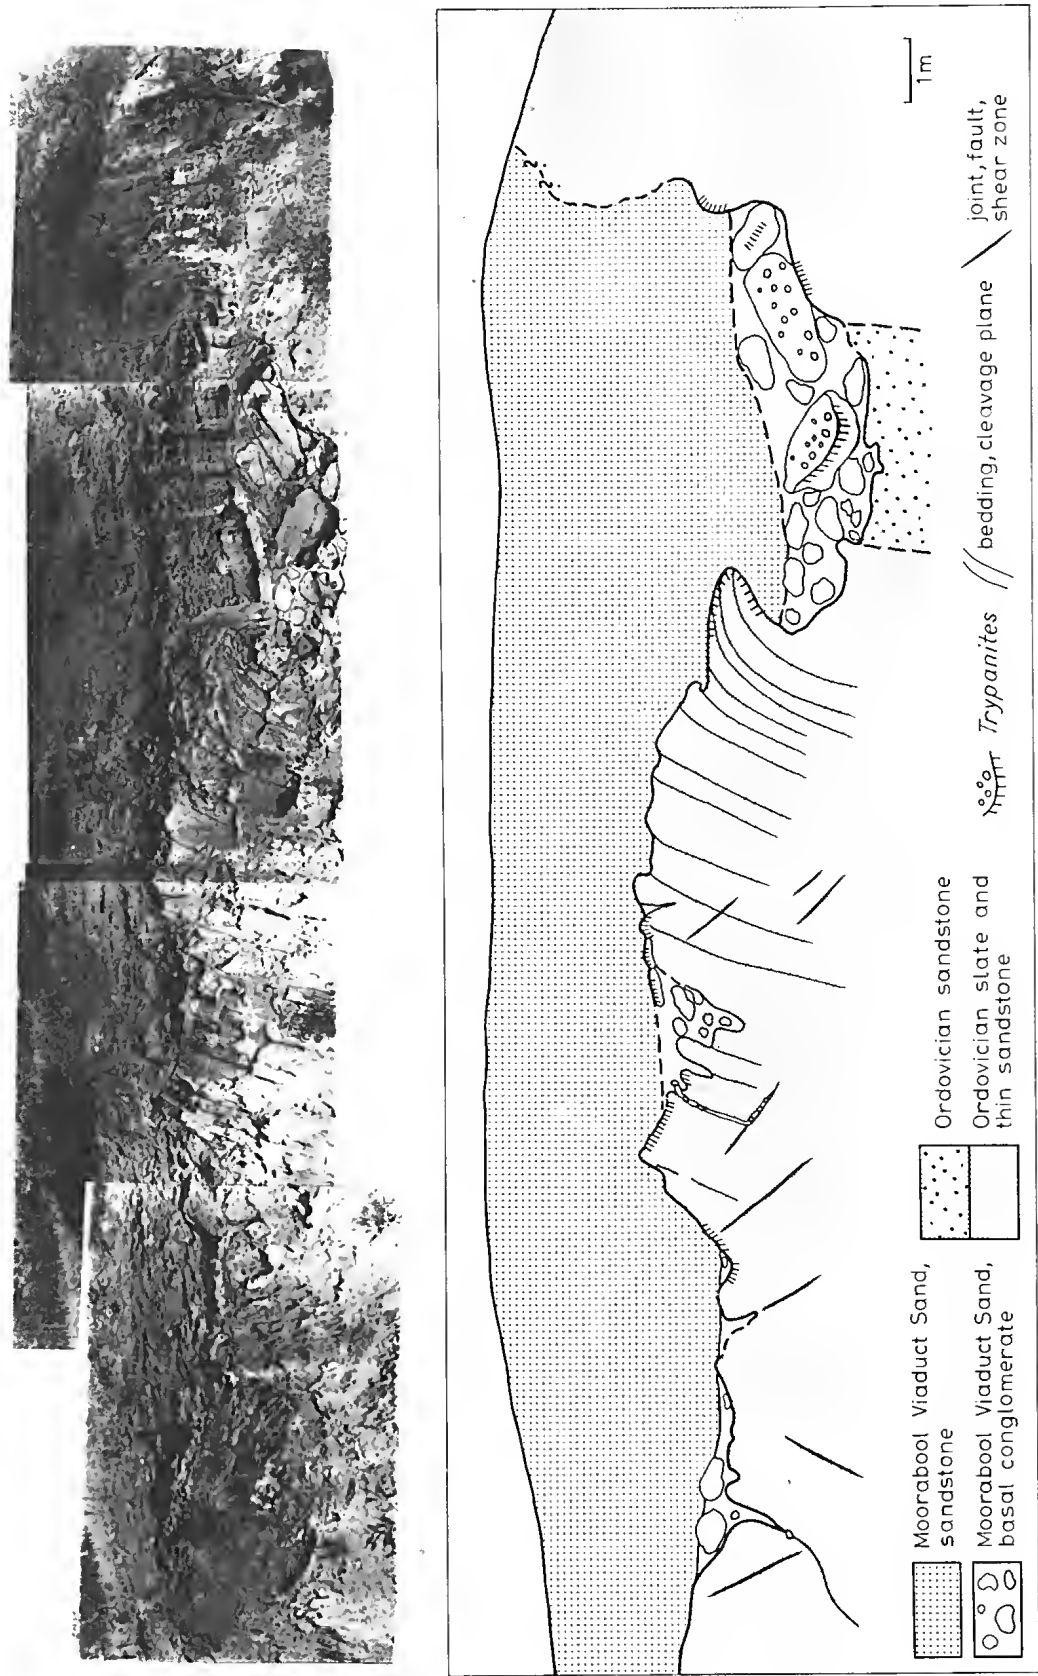 WEST
1m
Moorabool Viaduct Sand,
sandstone
Moorabool Viaduct Sand,
basal conglomerate
Ordovician sandstone
Ordovician slate and
thin sandstone
Trypanites
bedding, cleavage plane
joint, fault,
shear zone
?
?